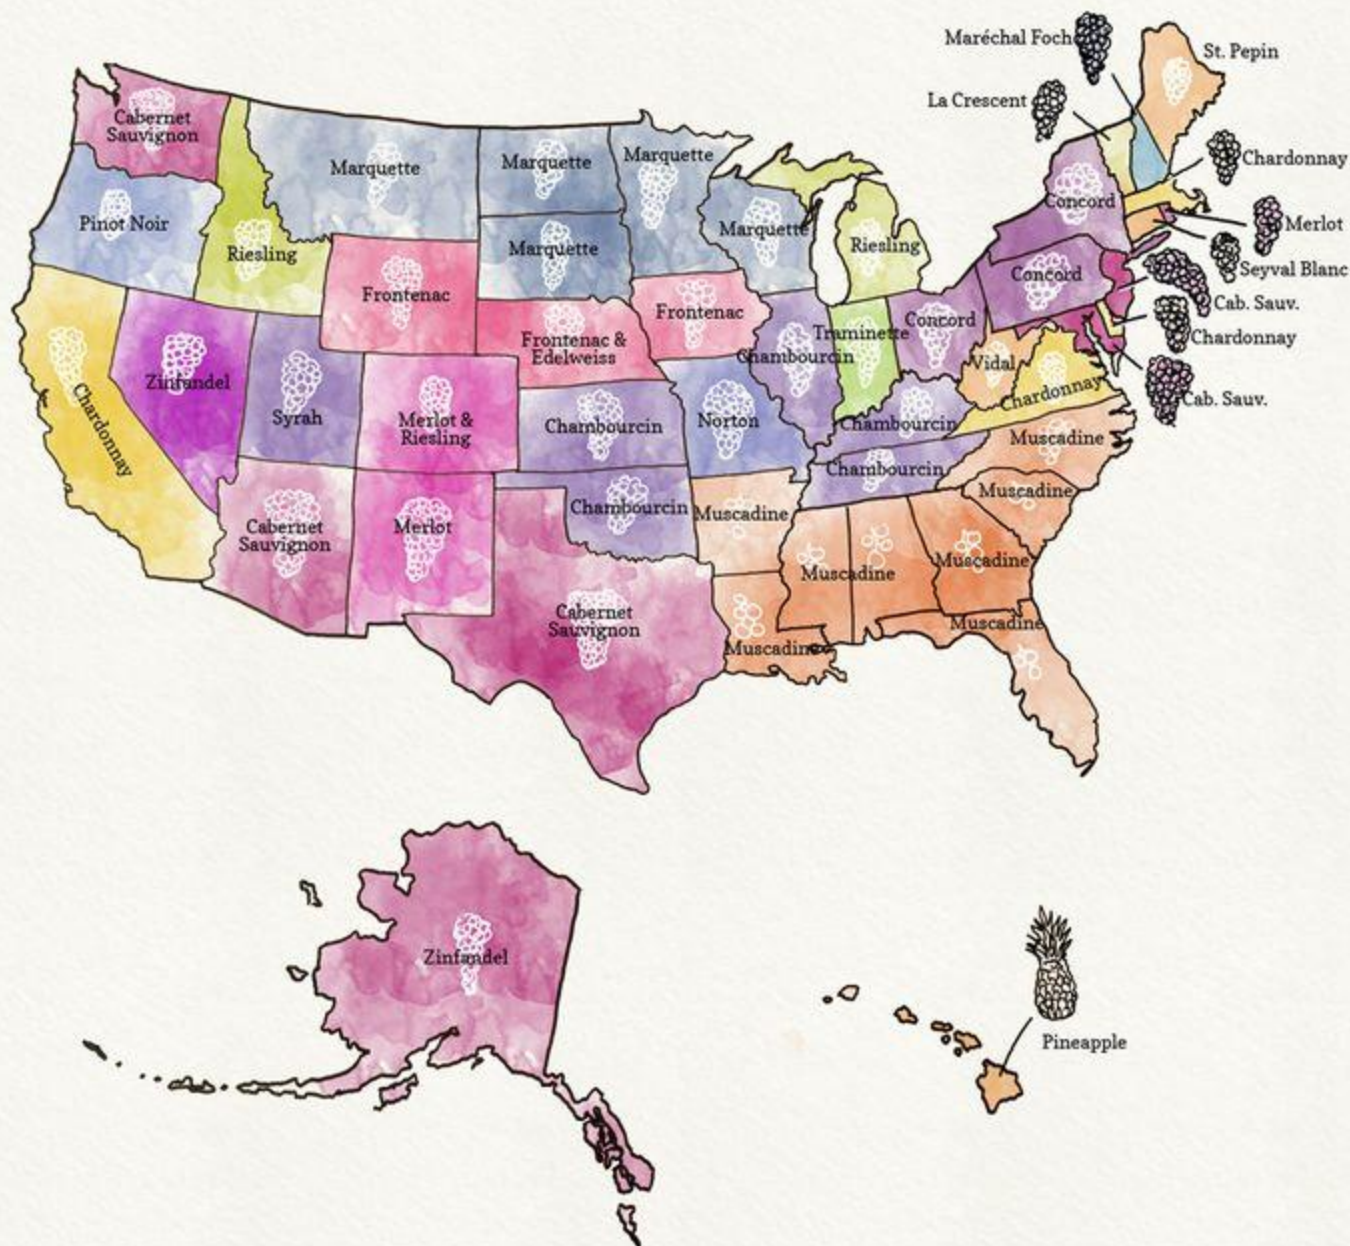 Maréchal Foch
St. Pepin
La Crescent
Cabernet
Sauvignon
Marquette
Marquette
Marquette
Chardonnay
Concord
Pinot Noir
Riesling
Marquette
Marquette
Riesling
Merlot
Seyval Blanc
Frontenac
Frontenac
Concord
Cab. Sauv.
Frontenac &
Edelweiss
Traminette
Concord
Chardonnay
Zinfandel
Chambourcin
Vidal
Chardonnay
Cab. Sauv.
Chardonnay
Syrah
Merlot &
Riesling
Chambourcin
Norton
Chambourcin
Muscadine
Chambourcin
Cabernet
Sauvignon
Merlot
Chambourcin
Muscadine
Muscadine
Muscadine
Muscadine
Cabernet
Sauvignon
Muscadine
Muscadine
Zinfandel
Pineapple